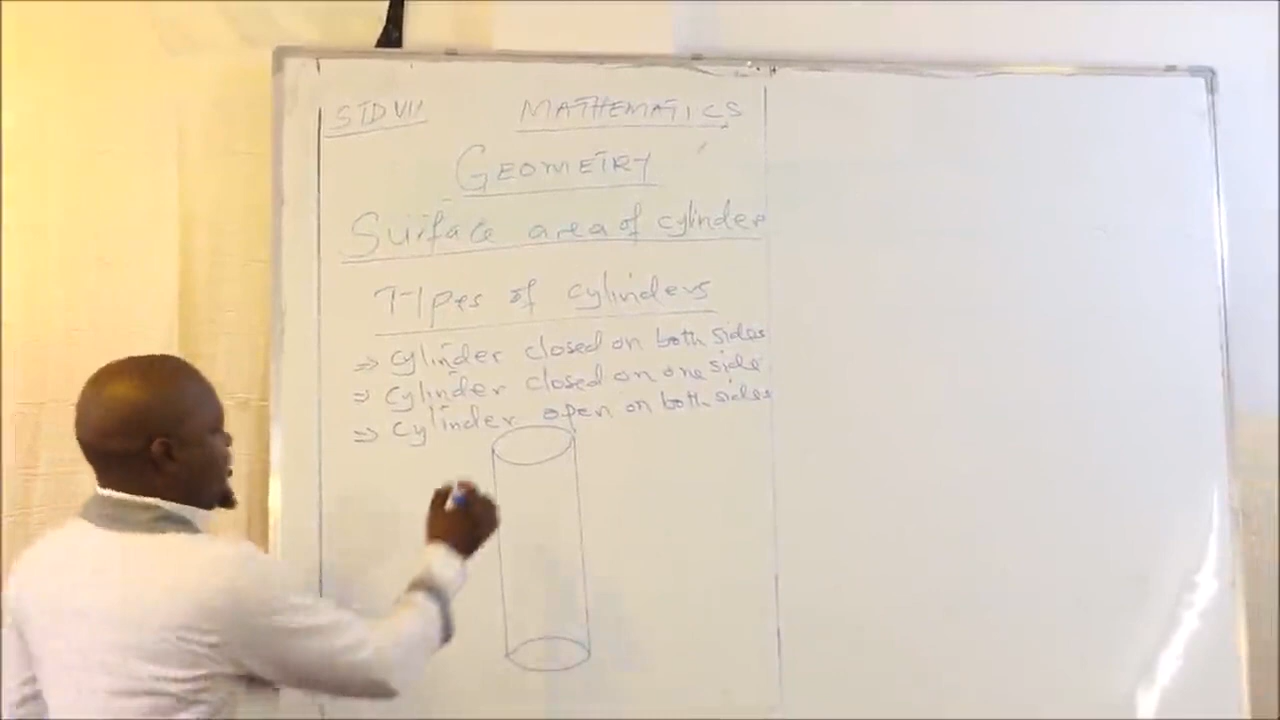 STD VII MATHEMATICS
GEOMETRY
Surface area of cylinder
Types of cylinders
⇒ cylinder closed on both sides
⇒ cylinder closed on one side
⇒ cylinder open on both sides